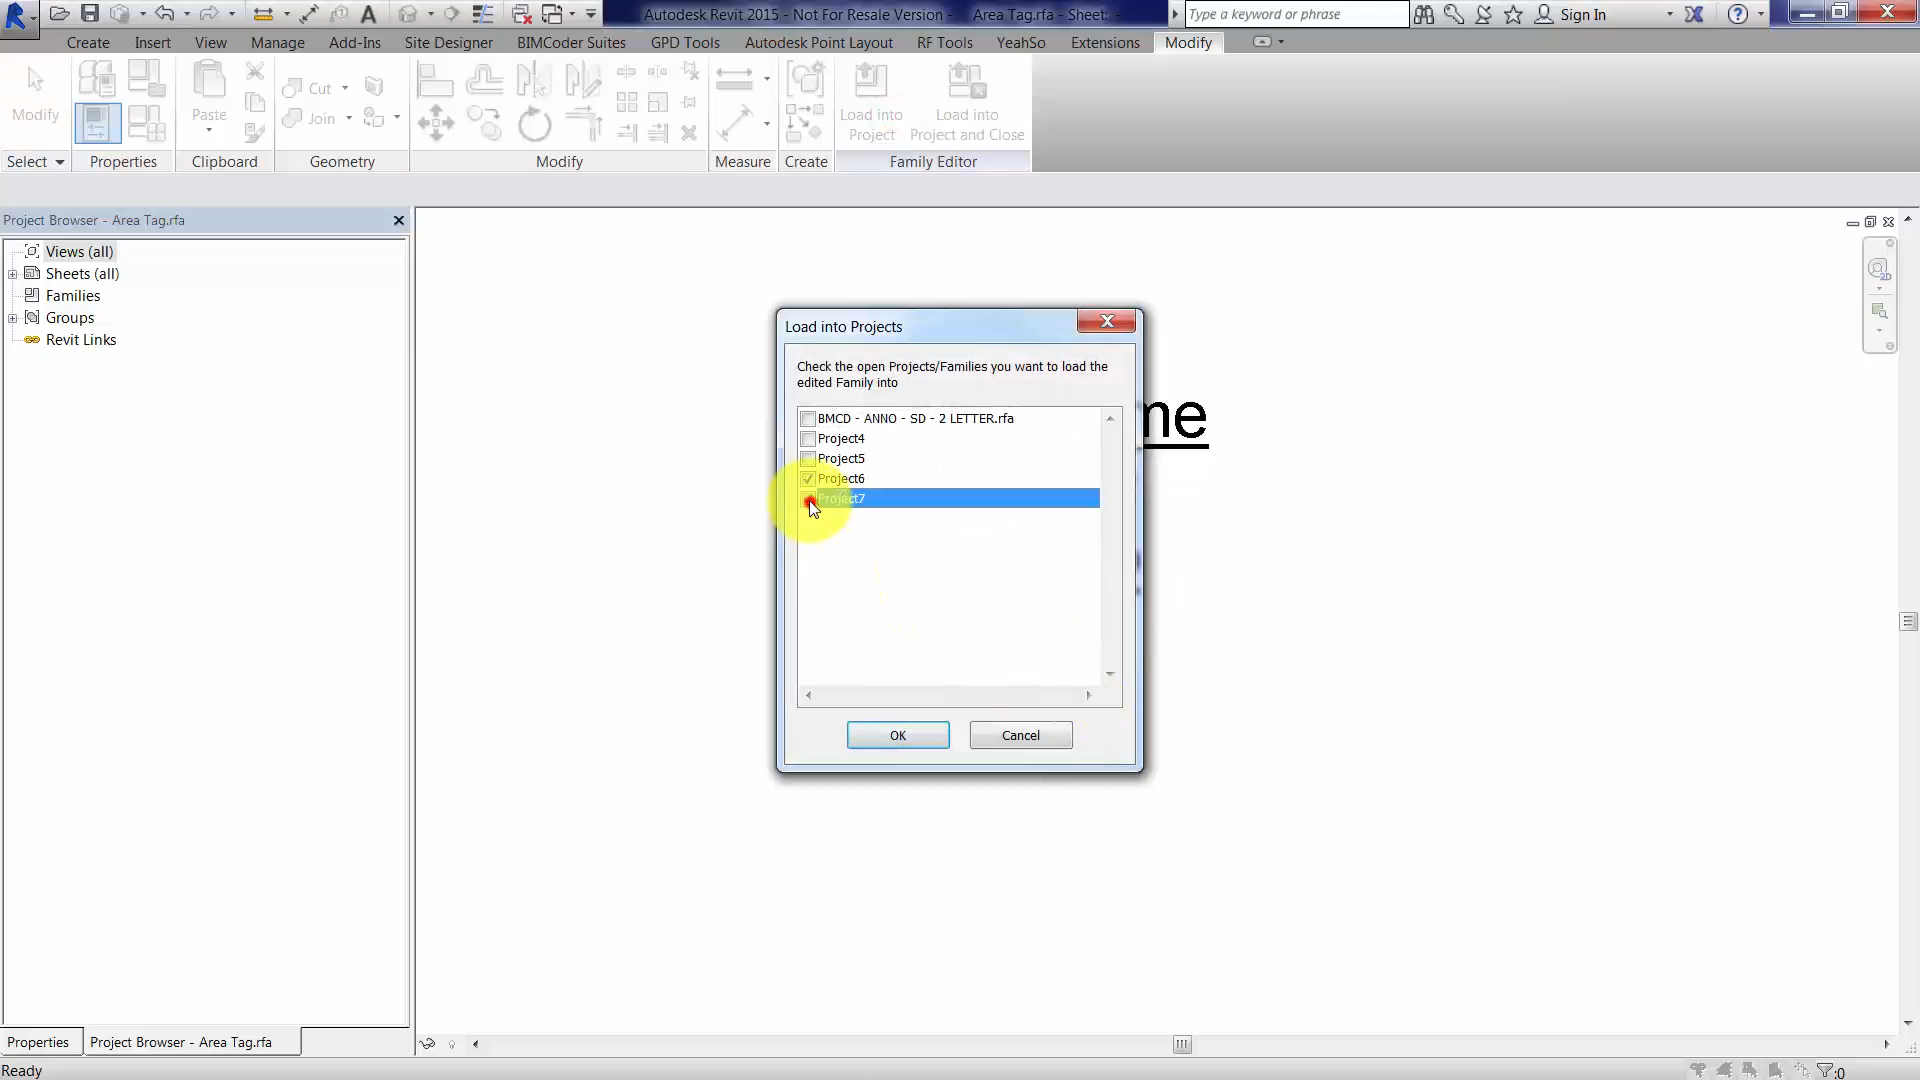 Autodesk Revit 2015 - Not For Resale Version - Area Tag.rfa - Sheet: -
Type a keyword or phrase
Sign In
Create Insert View Manage Add-Ins Site Designer BIMCoder Suites GPD Tools Autodesk Point Layout RF Tools YeahSo Extensions Modify
Modify
Paste
Cut
Join
Load into
Project
Load into
Project and Close
Select Properties Clipboard Geometry Modify Measure Create Family Editor
Project Browser - Area Tag.rfa
Views (all)
Sheets (all)
Families
Groups
Revit Links
me
Load into Projects
Check the open Projects/Families you want to load the
edited Family into
BMCD - ANNO - SD - 2 LETTER.rfa
Project4
Project5
Project6
Project7
OK
Cancel
2D
Properties
Project Browser - Area Tag.rfa
Ready
:0